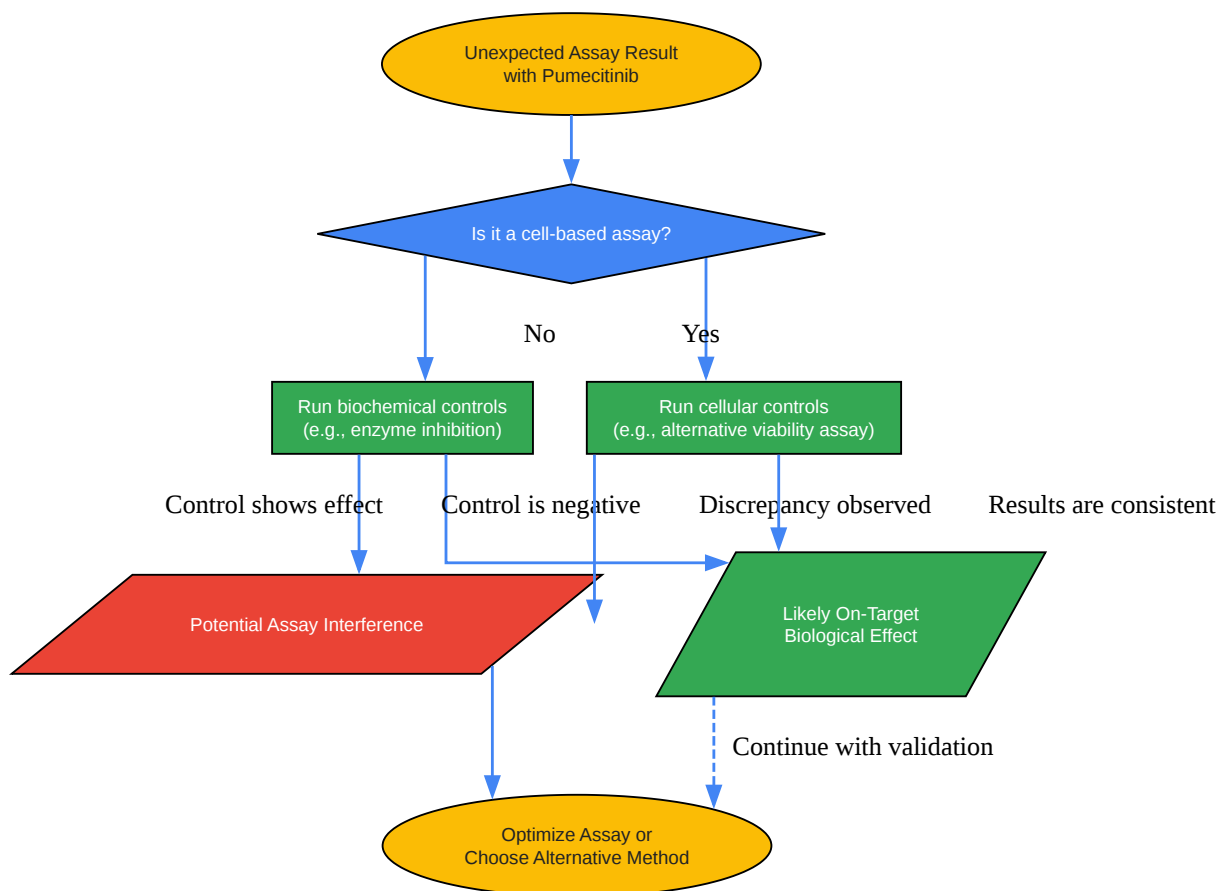 Unexpected Assay Result
with Pumecitinib
Is it a cell-based assay?
No
Yes
Run biochemical controls
(e.g., enzyme inhibition)
Run cellular controls
(e.g., alternative viability assay)
Control shows effect
Control is negative
Discrepancy observed
Results are consistent
Potential Assay Interference
Likely On-Target
Biological Effect
Continue with validation
Optimize Assay or
Choose Alternative Method